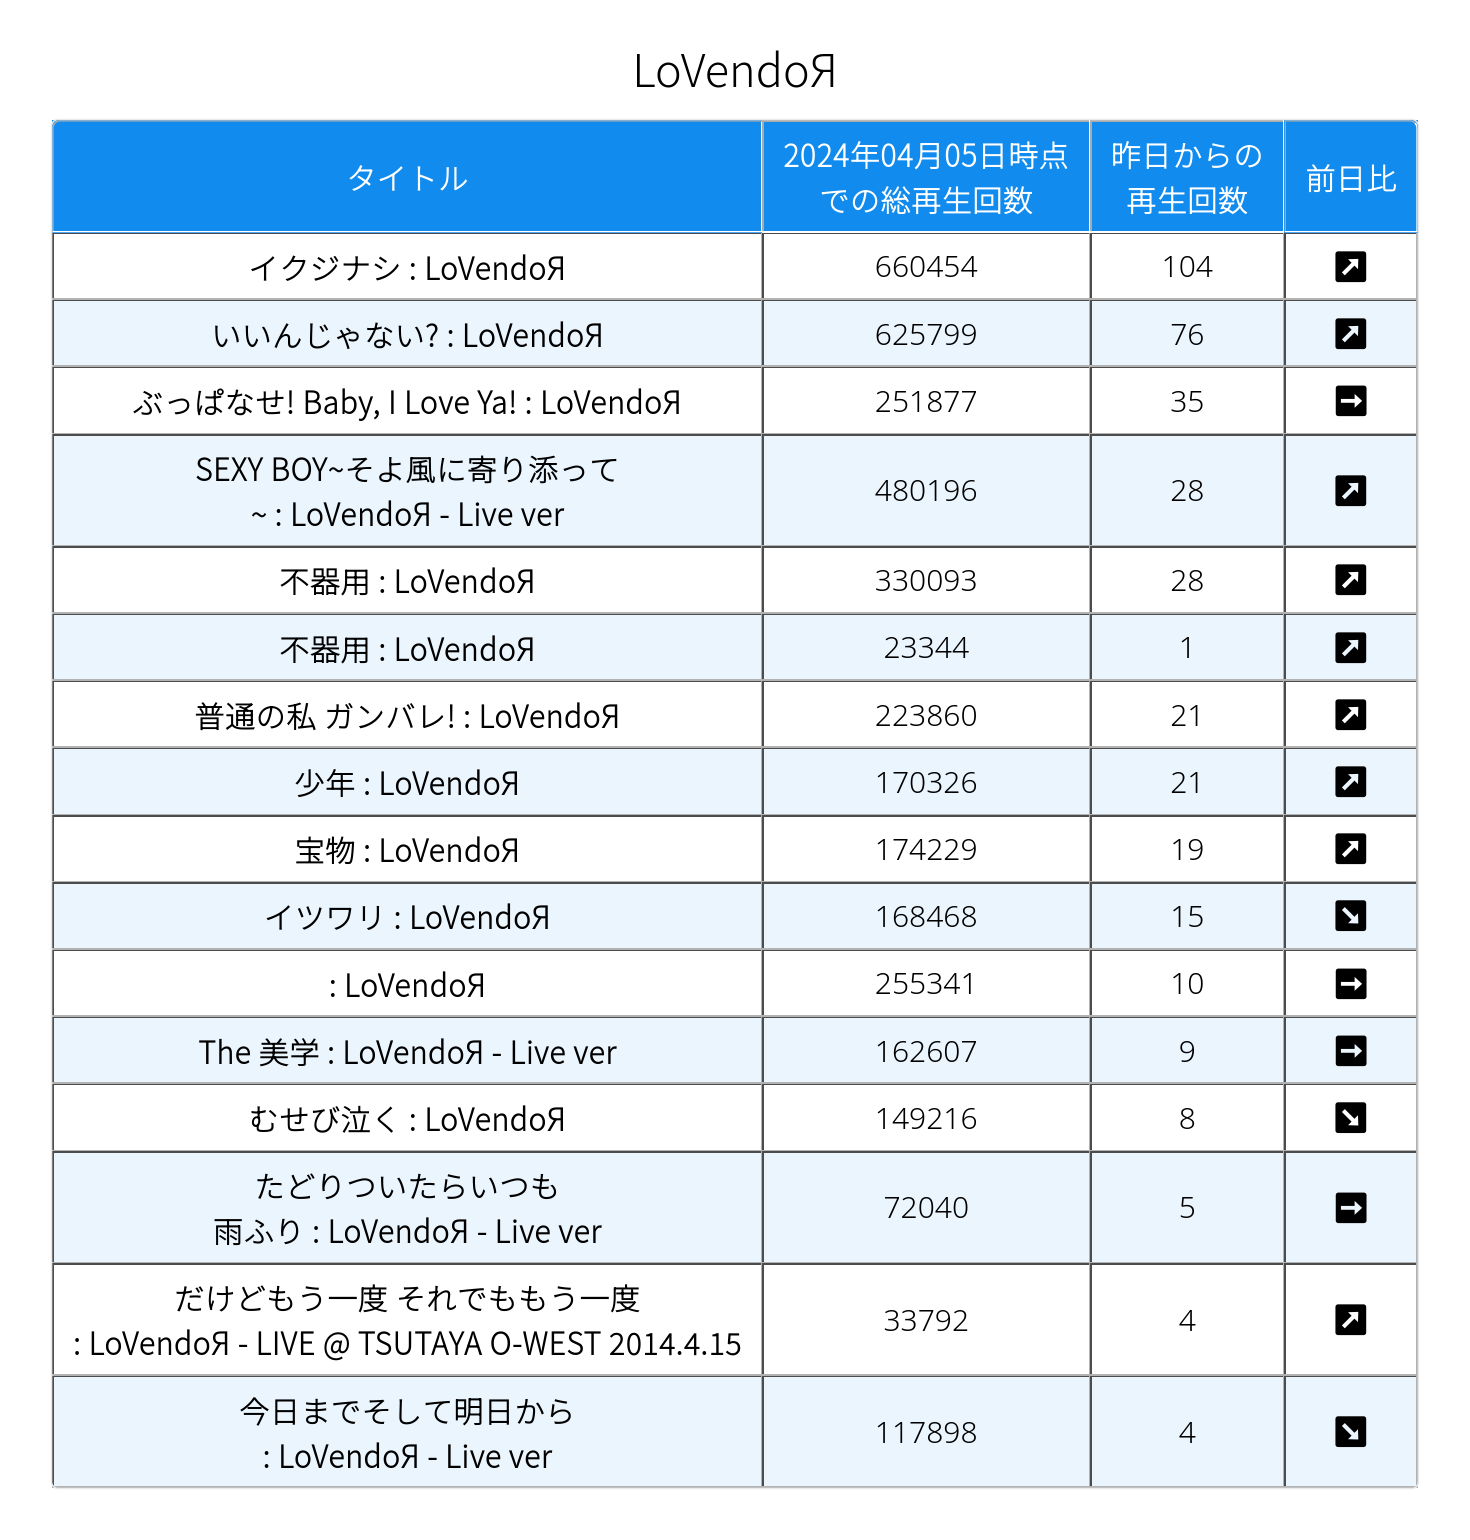 LoVendoЯ
タイトル
2024年04月05日時点
での総再生回数
昨日からの
再生回数
前日比
イクジナシ : LoVendoЯ
660454
104
いいんじゃない? : LoVendoЯ
625799
76
ぶっぱなせ! Baby, I Love Ya! : LoVendoЯ
251877
35
SEXY BOY~そよ風に寄り添って
~ : LoVendoЯ - Live ver
480196
28
不器用 : LoVendoЯ
330093
28
不器用 : LoVendoЯ
23344
1
普通の私 ガンバレ! : LoVendoЯ
223860
21
少年 : LoVendoЯ
170326
21
宝物 : LoVendoЯ
174229
19
イツワリ : LoVendoЯ
168468
15
: LoVendoЯ
255341
10
The 美学 : LoVendoЯ - Live ver
162607
9
むせび泣く : LoVendoЯ
149216
8
たどりついたらいつも
雨ふり : LoVendoЯ - Live ver
72040
5
だけどもう一度 それでももう一度
: LoVendoЯ - LIVE @ TSUTAYA O-WEST 2014.4.15
33792
4
今日までそして明日から
: LoVendoЯ - Live ver
117898
4